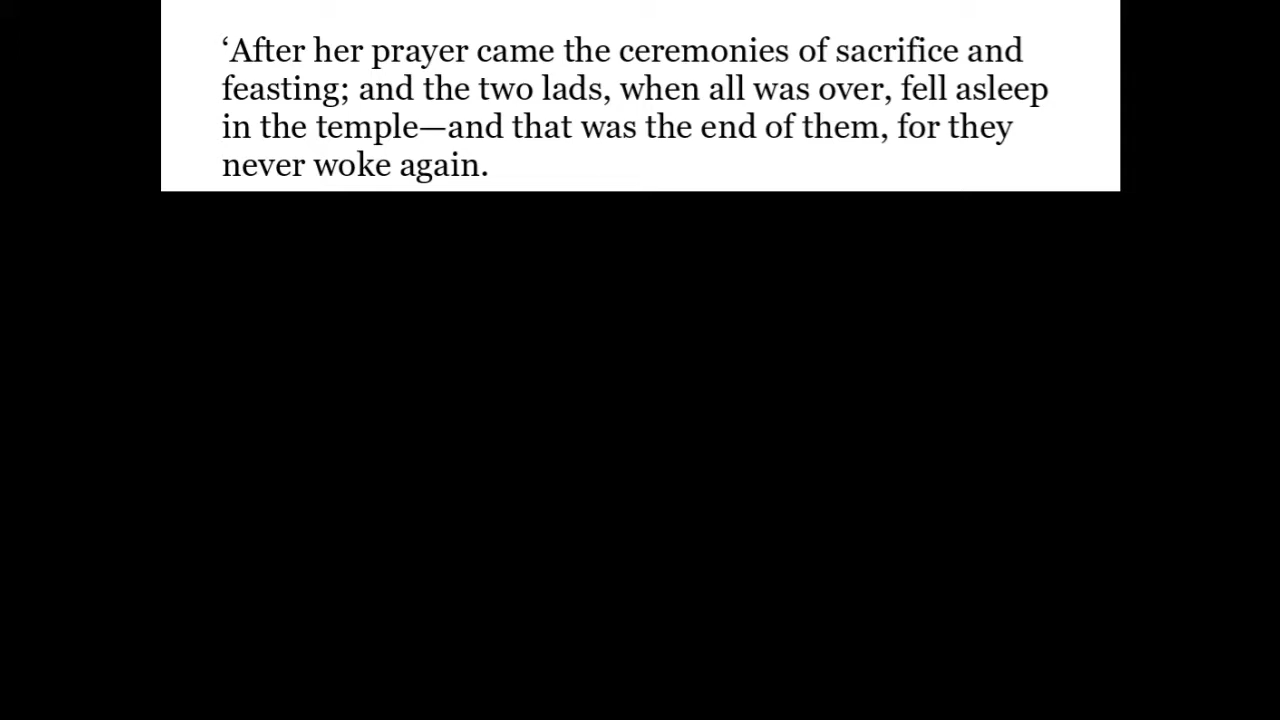 ‘After her prayer came the ceremonies of sacrifice and
feasting; and the two lads, when all was over, fell asleep
in the temple—and that was the end of them, for they
never woke again.